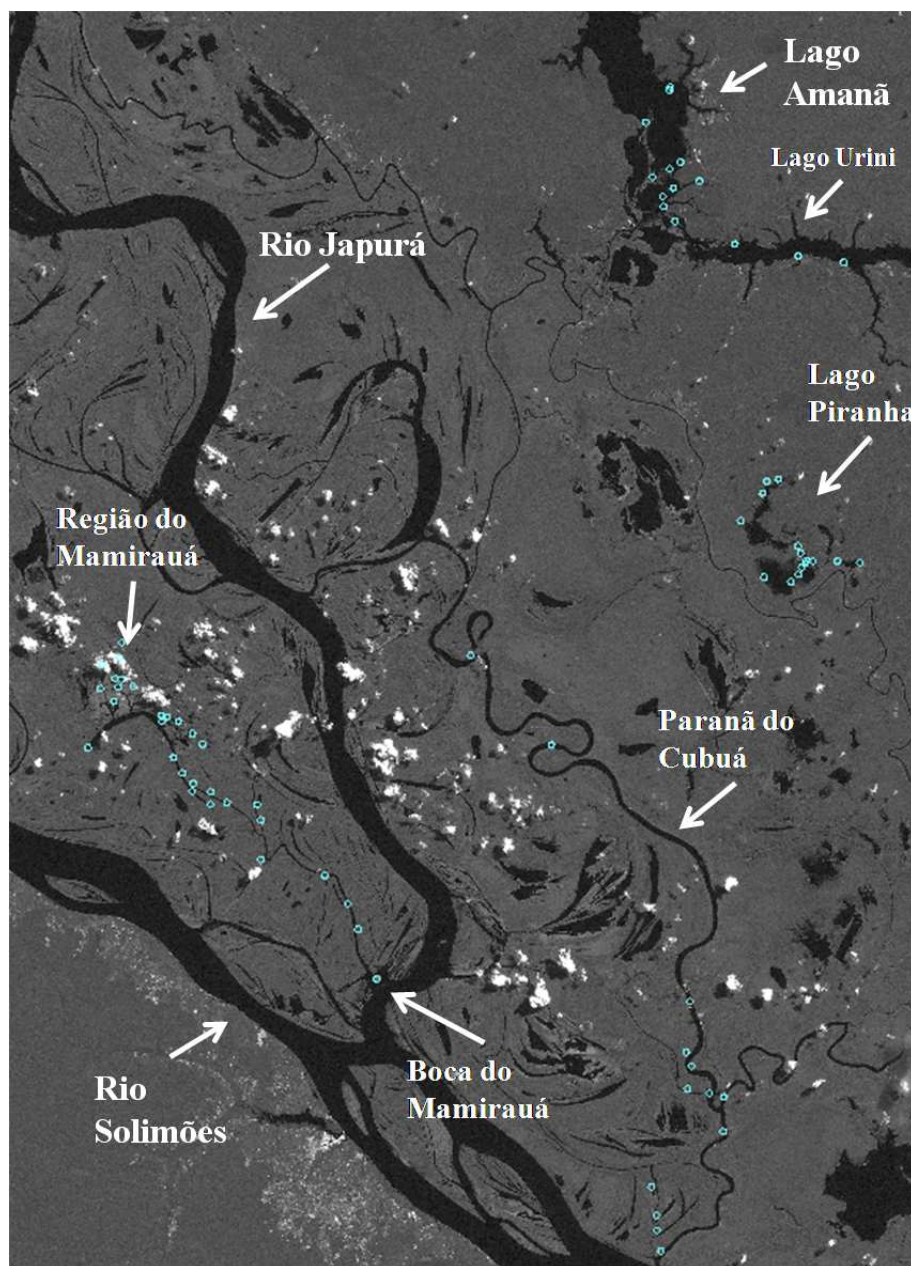 Lago
Amanã
Lago Urini
Rio Japurá
Lago
Piranha
Região do
Mamirauá
Paranã do
Cubuá
Boca do
Mamirauá
Rio
Solimões